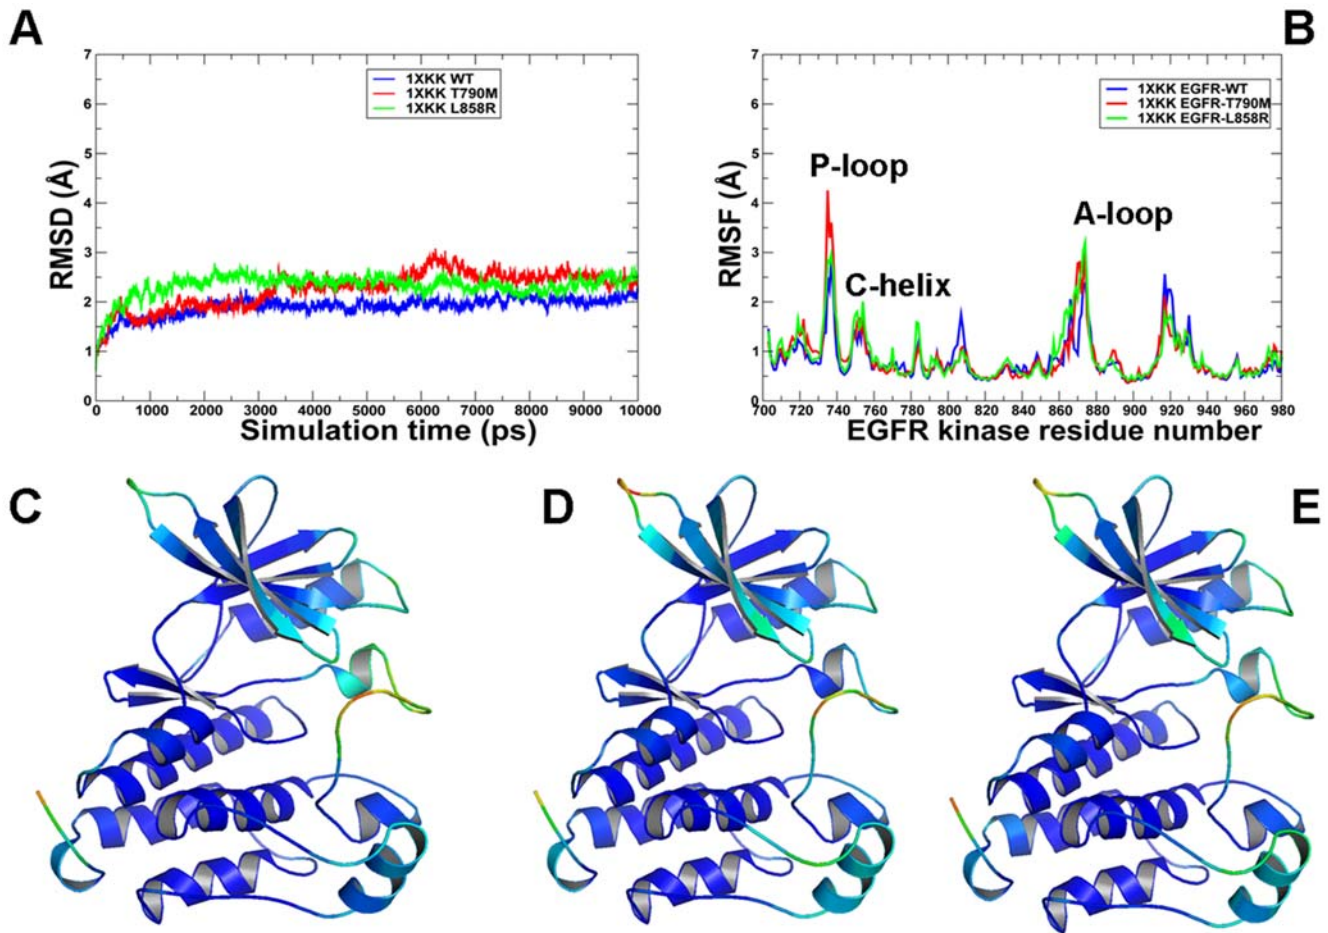 A
B
7
6
5
4
3
2
1
0
RMSD (Å)
1XKK WT
1XKK T790M
1XKK L858R
0 1000 2000 3000 4000 5000 6000 7000 8000 9000 10000
Simulation time (ps)
7
6
5
4
3
2
1
0
RMSF (Å)
1XKK EGFR-WT
1XKK EGFR-T790M
1XKK EGFR-L858R
P-loop
A-loop
C-helix
700 720 740 760 780 800 820 840 860 880 900 920 940 960 980
EGFR kinase residue number
C
D
E